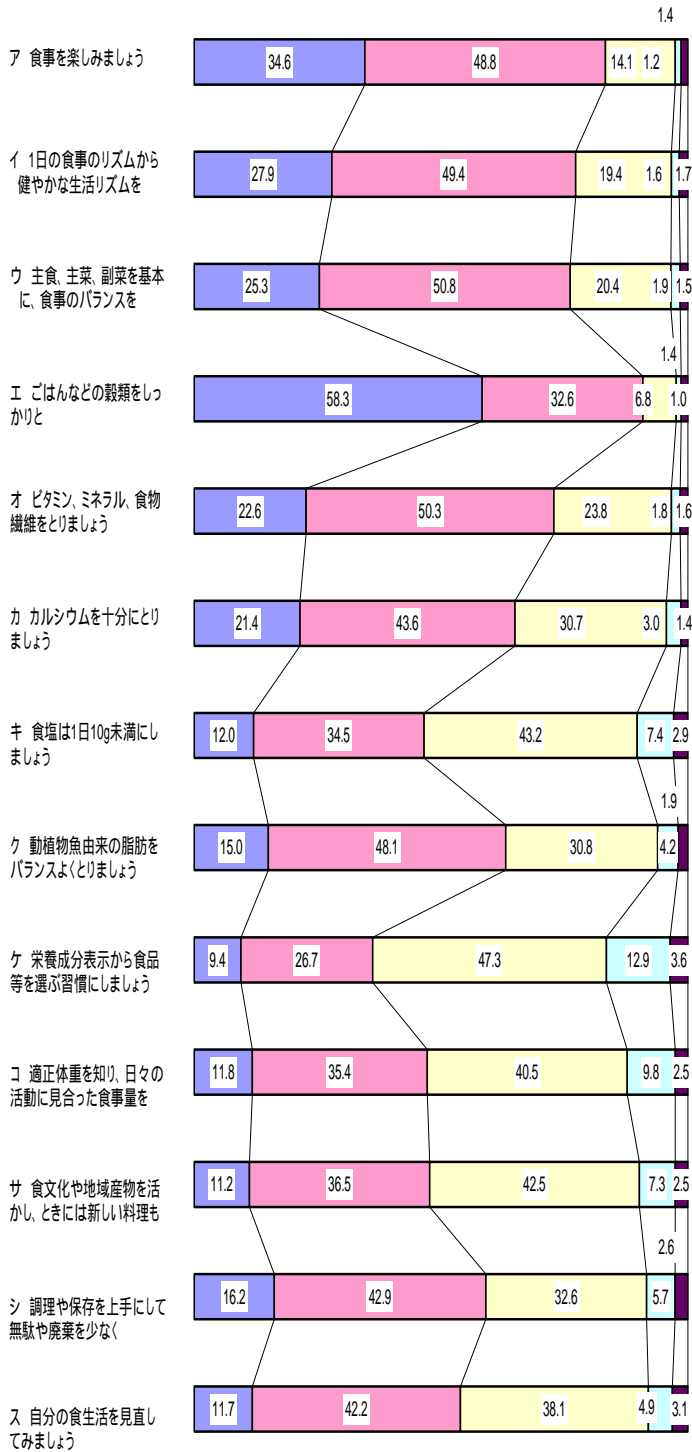 1.4
ア 食事を楽しみましょう
34.6 48.8 14.1 1.2
イ 1日の食事のリズムから
健やかな生活リズムを
27.9 49.4 19.4 1.6 1.7
ウ 主食、主菜、副菜を基本
に、食事のバランスを
25.3 50.8 20.4 1.9 1.5
1.4
エ ごはんなどの穀類をしっ
かりと
58.3 32.6 6.8 1.0
オ ビタミン、ミネラル、食物
繊維をとりましょう
22.6 50.3 23.8 1.8 1.6
カ カルシウムを十分にとり
ましょう
21.4 43.6 30.7 3.0 1.4
キ 食塩は1日10g未満にし
ましょう
12.0 34.5 43.2 7.4 2.9
1.9
ク 動植物魚由来の脂肪を
バランスよくとりましょう
15.0 48.1 30.8 4.2
ケ 栄養成分表示から食品
等を選ぶ習慣にしましょう
9.4 26.7 47.3 12.9 3.6
コ 適正体重を知り、日々の
活動に見合った食事量を
11.8 35.4 40.5 9.8 2.5
サ 食文化や地域産物を活
かし、ときには新しい料理も
11.2 36.5 42.5 7.3 2.5
2.6
シ 調理や保存を上手にして
無駄や廃棄を少なく
16.2 42.9 32.6 5.7
ス 自分の食生活を見直し
てみましょう
11.7 42.2 38.1 4.9 3.1